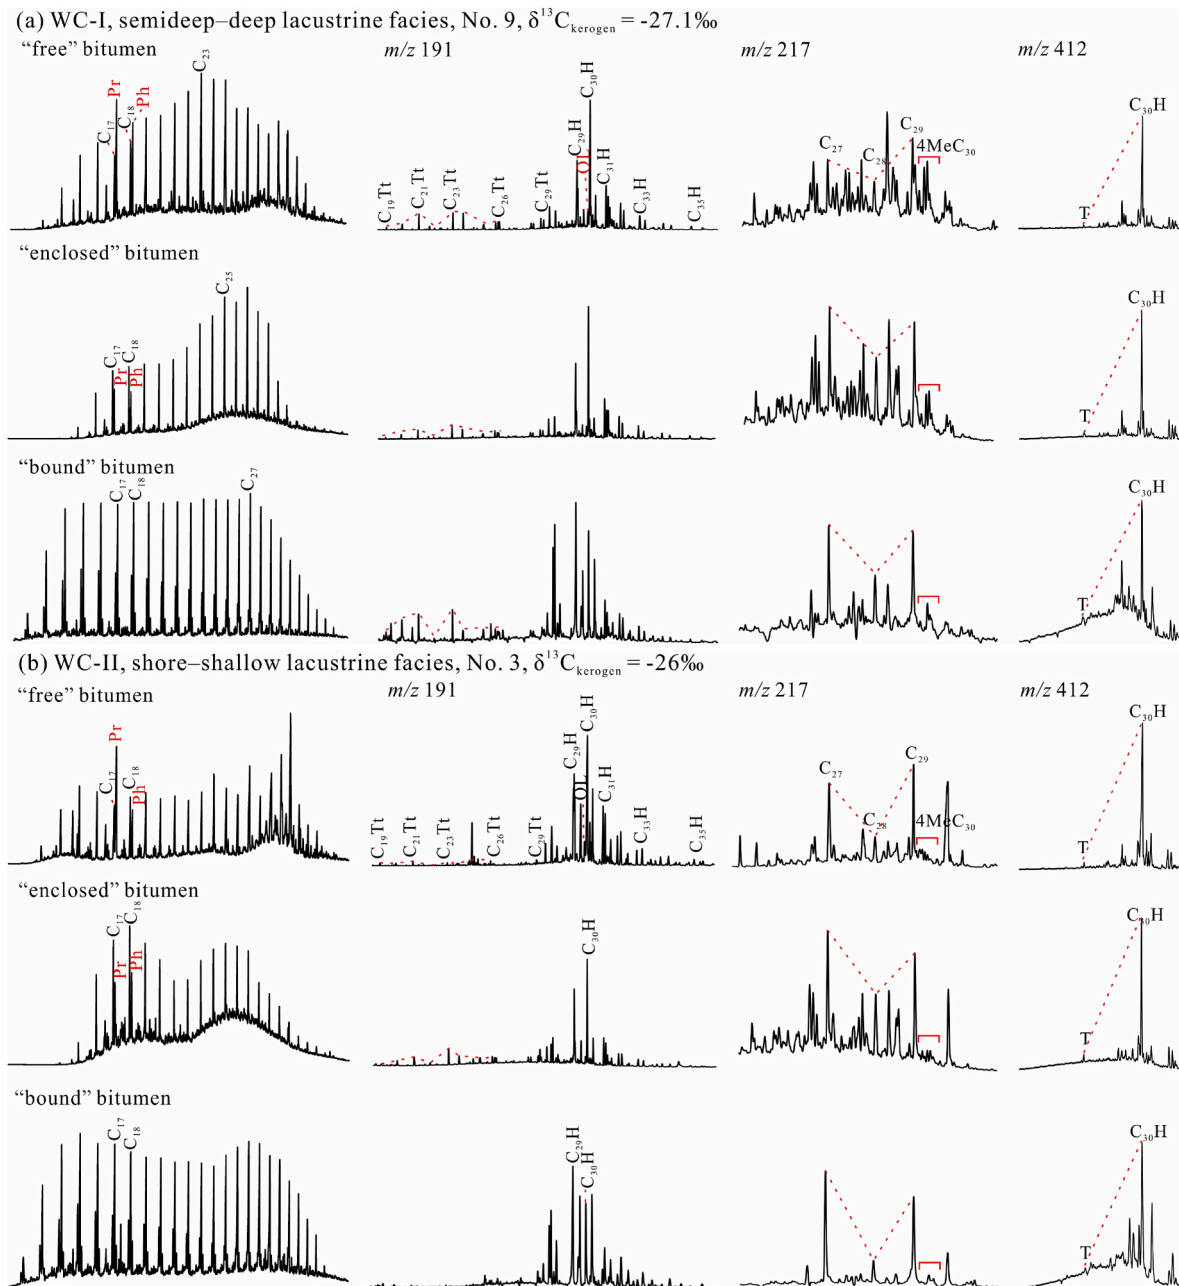 (a) WC-I, semideep–deep lacustrine facies, No. 9, δ¹³C_kerogen = -27.1‰
“free” bitumen m/z 191 m/z 217 m/z 412
C₁₇ Pr C₁₈ Ph C₂₃
C₁₉Tt C₂₁Tt C₂₃Tt C₂₆Tt C₂₉Tt C₂₉H OL C₃₀H C₃₁H C₃₃H C₃₅H
C₂₇ C₂₈ C₂₉ 4MeC₃₀
T C₃₀H
“enclosed” bitumen
C₁₇ Pr C₁₈ Ph C₂₅
T C₃₀H
“bound” bitumen
C₁₇ C₁₈ C₂₇
T C₃₀H
(b) WC-II, shore–shallow lacustrine facies, No. 3, δ¹³C_kerogen = -26‰
“free” bitumen m/z 191 m/z 217 m/z 412
C₁₇ Pr C₁₈ Ph
C₁₉Tt C₂₁Tt C₂₃Tt C₂₆Tt C₂₉Tt C₂₉H OL C₃₀H C₃₁H C₃₃H C₃₅H
C₂₇ C₂₈ C₂₉ 4MeC₃₀
T C₃₀H
“enclosed” bitumen
C₁₇ Pr C₁₈ Ph
C₃₀H
T C₃₀H
“bound” bitumen
C₁₇ C₁₈
C₂₉H C₃₀H
T C₃₀H